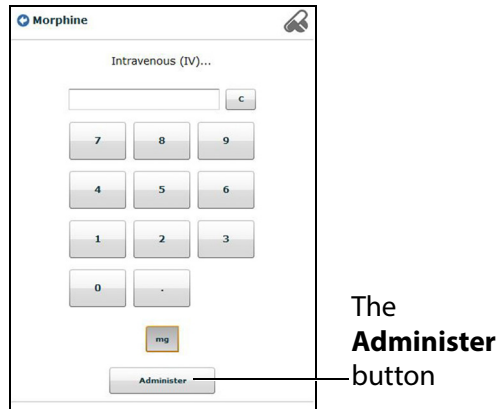 Morphine
Intravenous (IV)...
c
7 8 9
4 5 6
1 2 3
0 .
mg
Administer
The
Administer
button